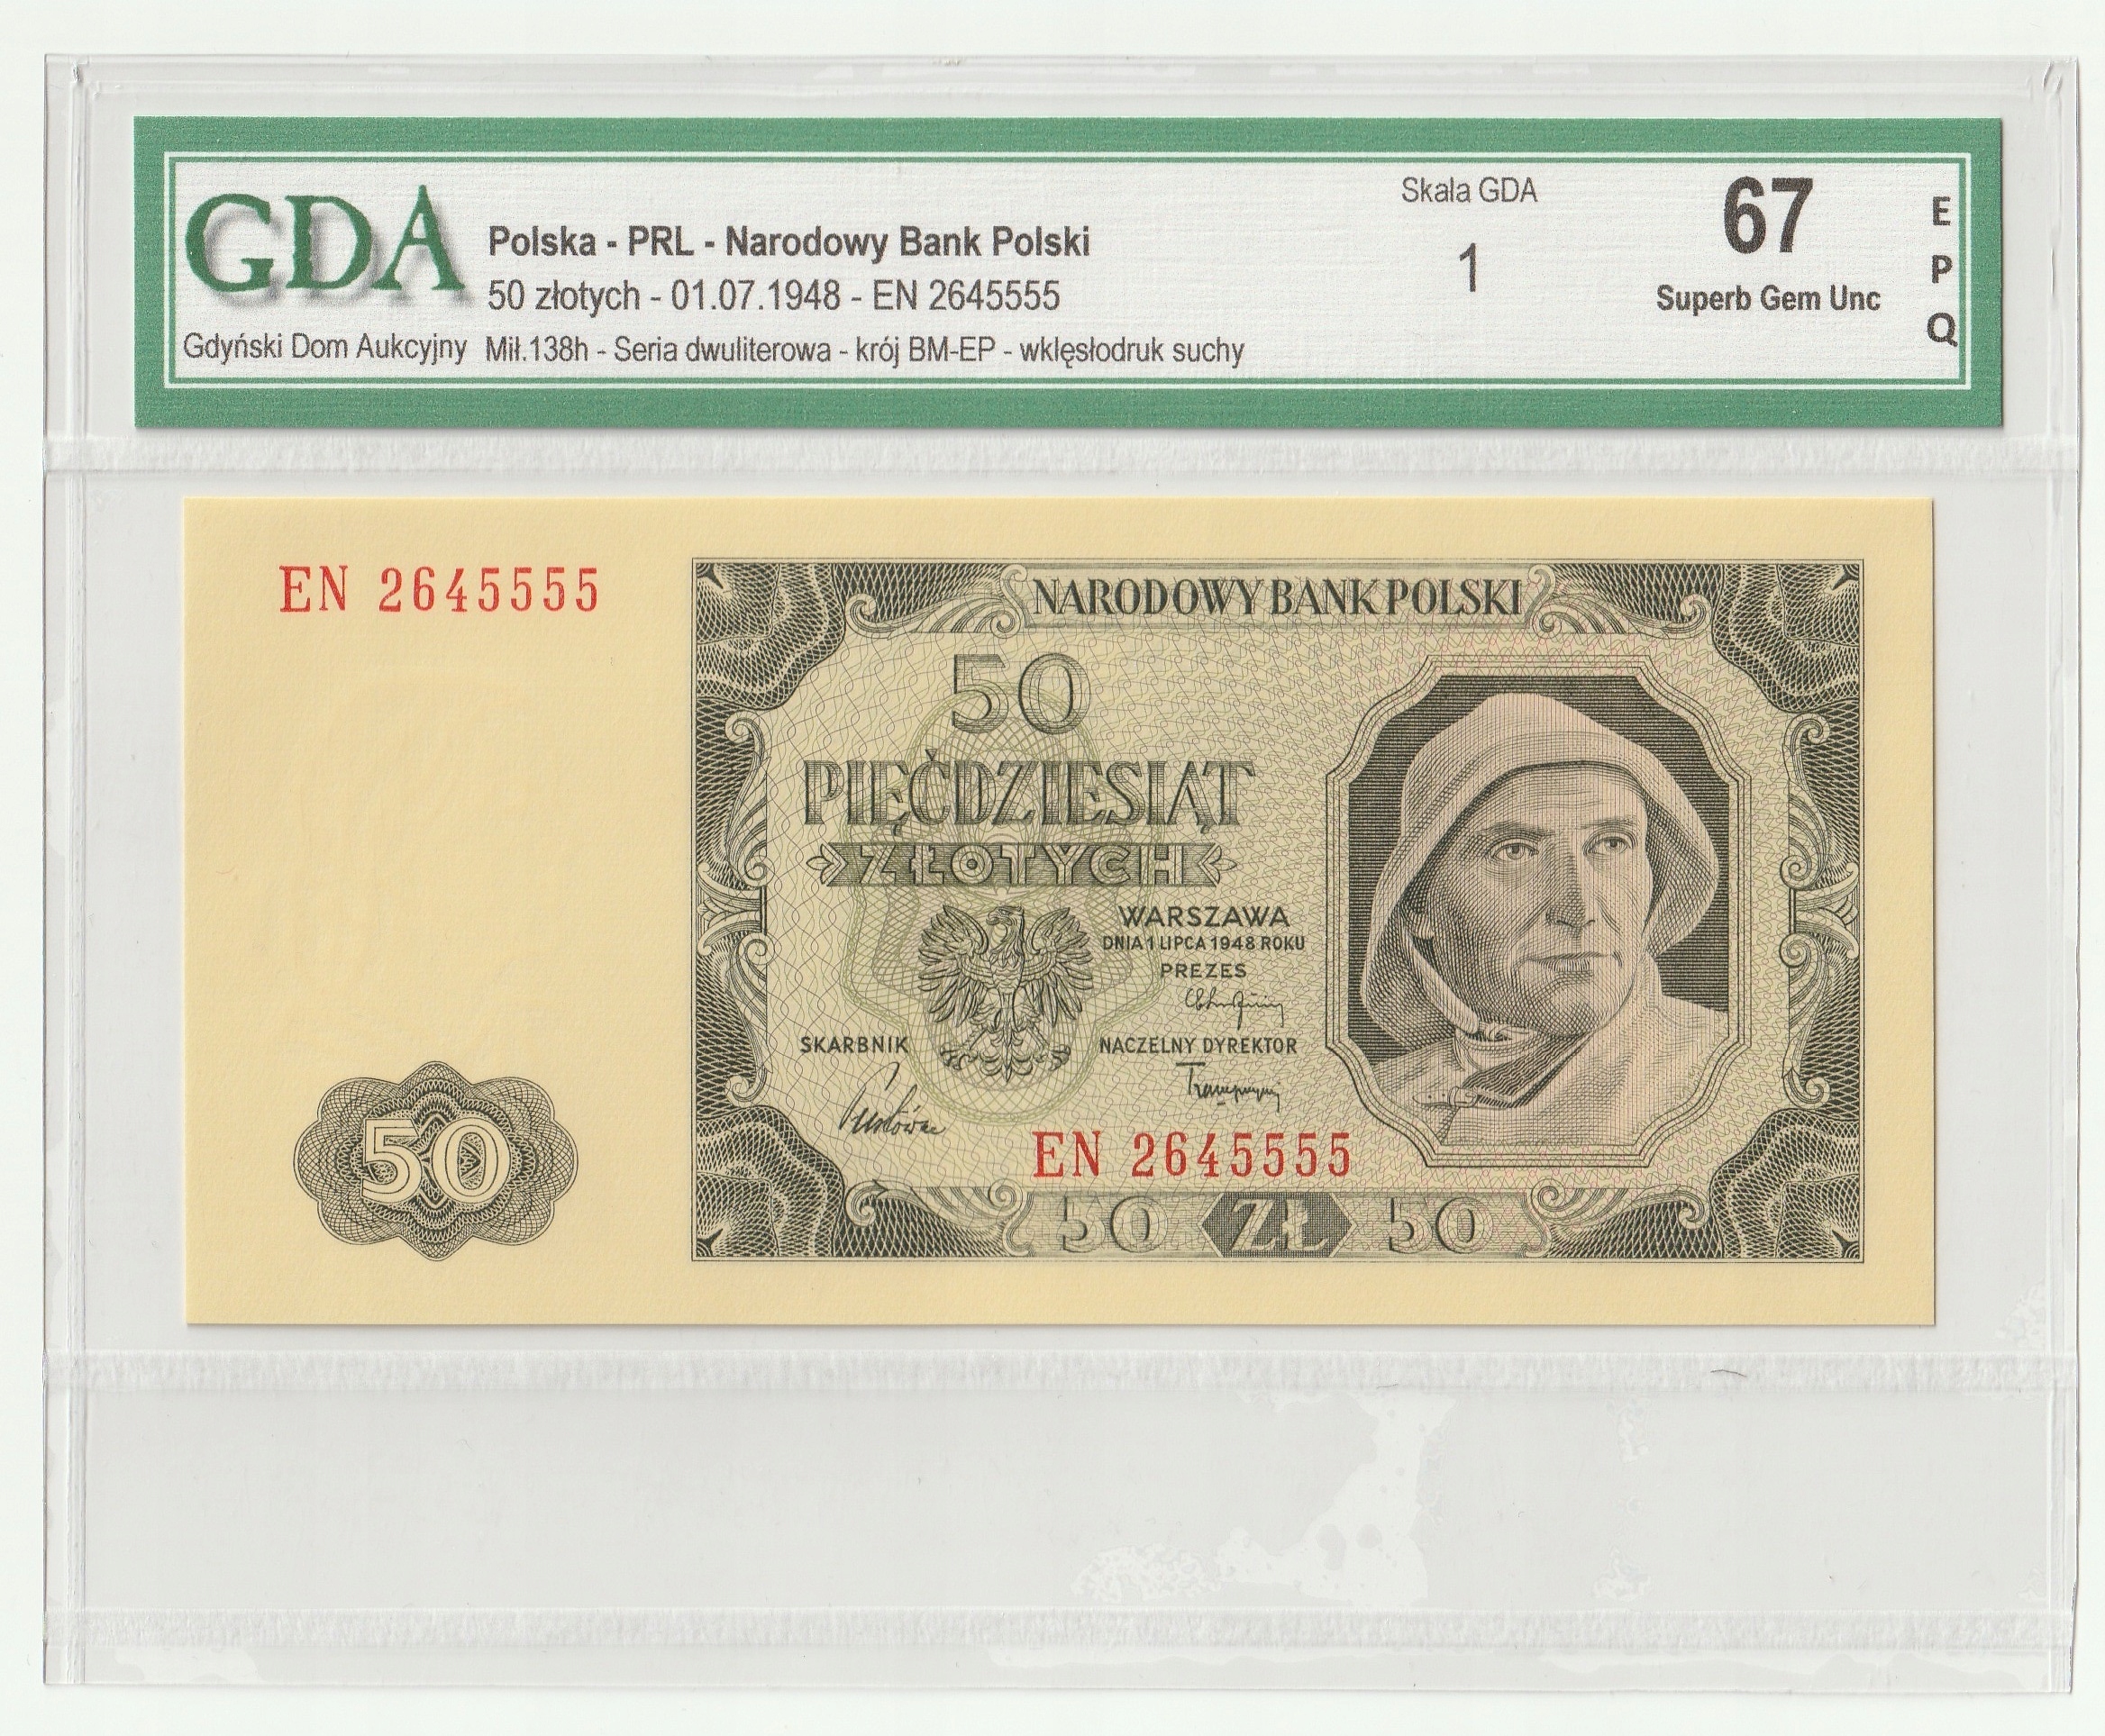 GDA
Gdyński Dom Aukcyjny
Polska - PRL - Narodowy Bank Polski
50 złotych - 01.07.1948 - EN 2645555
Mił.138h - Seria dwuliterowa - krój BM-EP - wklęsłodruk suchy
Skala GDA
1
67
Superb Gem Unc
E
P
Q
EN 2645555
NARODOWY BANK POLSKI
50
PIĘĆDZIESIĄT
ZŁOTYCH
WARSZAWA
DNIA 1 LIPCA 1948 ROKU
PREZES
SKARBNIK
NACZELNY DYREKTOR
EN 2645555
50
50 ZŁ 50